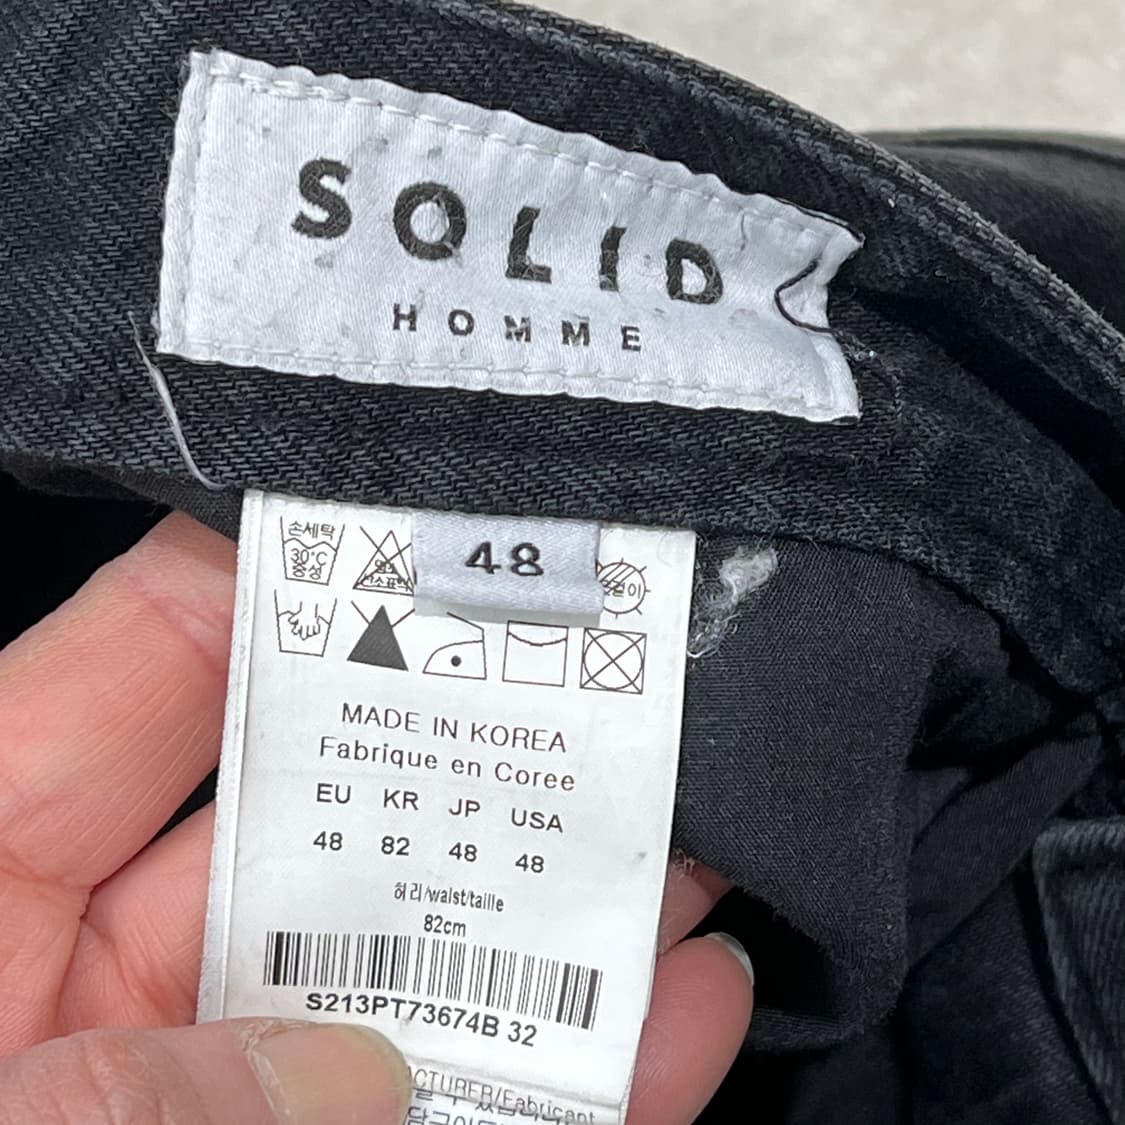 SOLID
HOMME
48
손세탁
30°C
중성
MADE IN KOREA
Fabrique en Coree
EU KR JP USA
48 82 48 48
허리/waist/taille
82cm
S213PT73674B 32